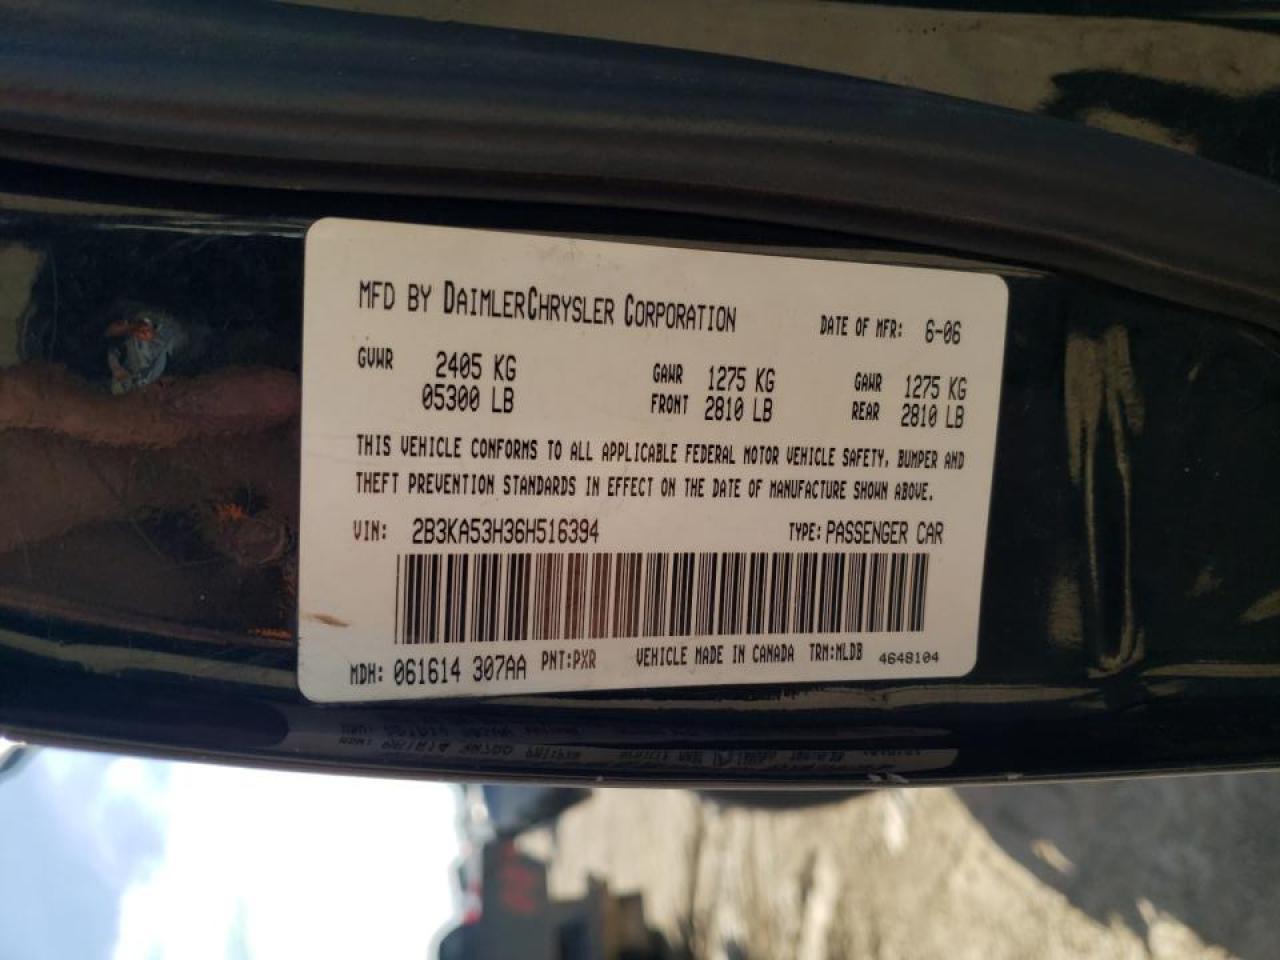 MFD BY DAIMLERCHRYSLER CORPORATION DATE OF MFR: 6-06
GVWR 2405 KG GAWR 1275 KG GAWR 1275 KG
05300 LB FRONT 2810 LB REAR 2810 LB
THIS VEHICLE CONFORMS TO ALL APPLICABLE FEDERAL MOTOR VEHICLE SAFETY, BUMPER AND
THEFT PREVENTION STANDARDS IN EFFECT ON THE DATE OF MANUFACTURE SHOWN ABOVE.
VIN: 2B3KA53H36H516394 TYPE: PASSENGER CAR
MDH: 061614 307AA PNT:PXR VEHICLE MADE IN CANADA TRM:MLDB 4648104